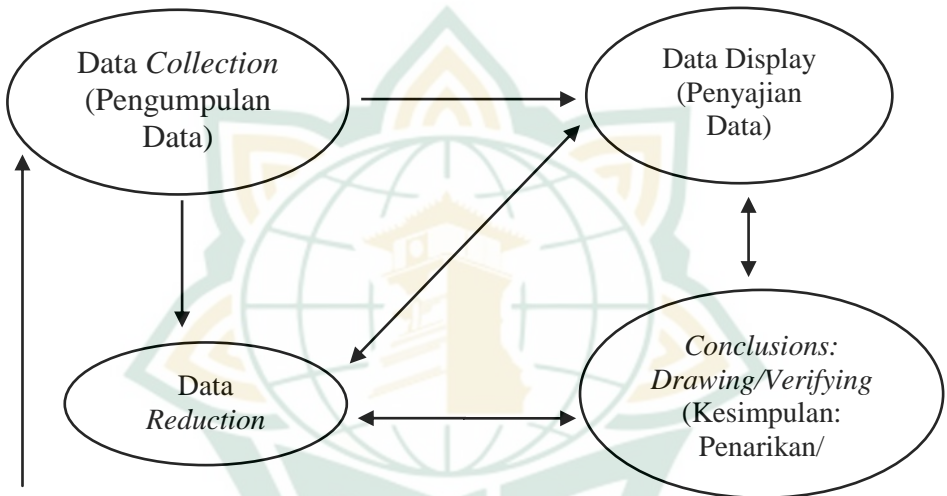 Data Collection
(Pengumpulan
Data)
Data Display
(Penyajian
Data)
Data
Reduction
Conclusions:
Drawing/Verifying
(Kesimpulan:
Penarikan/